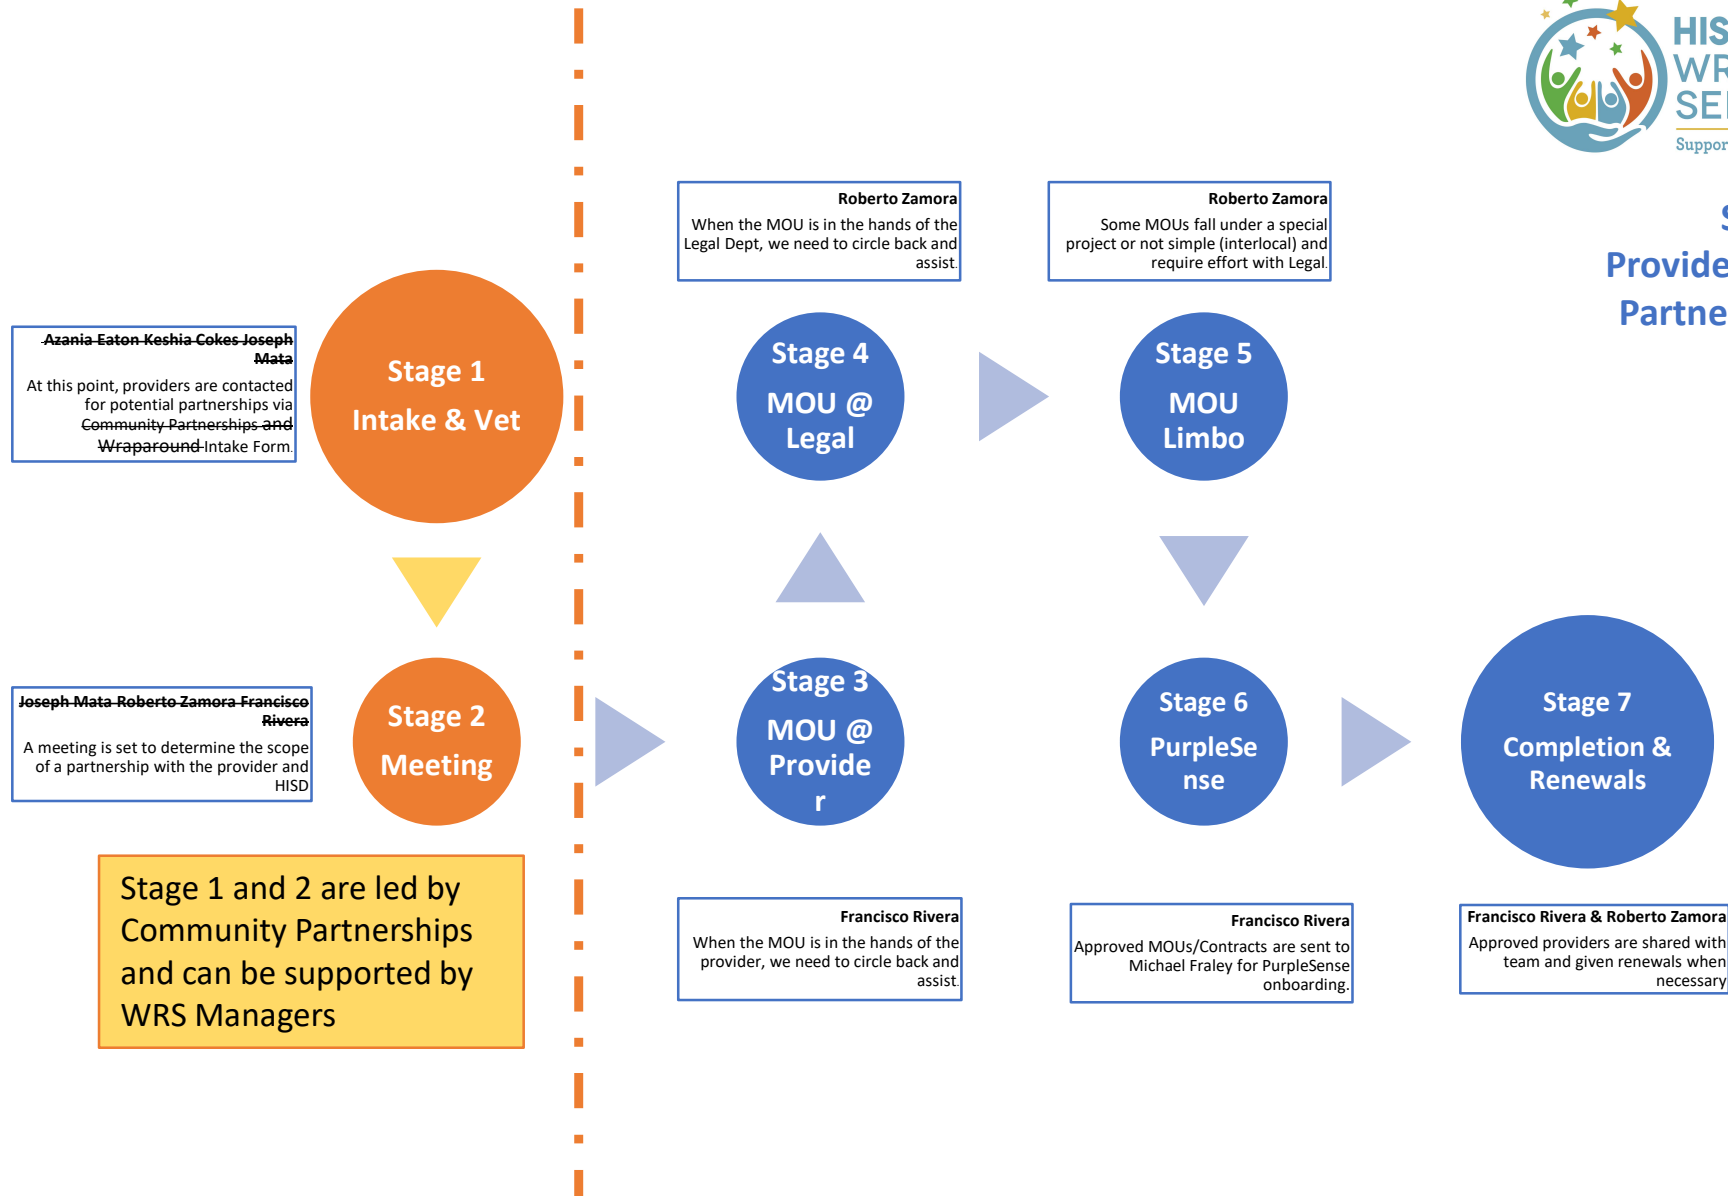 HIS
WR
SE
Suppor
S
Provide
Partne
Azania Eaton Keshia Cokes Joseph
Mata
At this point, providers are contacted
for potential partnerships via
Community Partnerships and
Wraparound Intake Form.
Stage 1
Intake & Vet
Joseph Mata Roberto Zamora Francisco
Rivera
A meeting is set to determine the scope
of a partnership with the provider and
HISD
Stage 2
Meeting
Stage 1 and 2 are led by
Community Partnerships
and can be supported by
WRS Managers
Stage 3
MOU @
Provide
r
Francisco Rivera
When the MOU is in the hands of the
provider, we need to circle back and
assist.
Roberto Zamora
When the MOU is in the hands of the
Legal Dept, we need to circle back and
assist.
Stage 4
MOU @
Legal
Roberto Zamora
Some MOUs fall under a special
project or not simple (interlocal) and
require effort with Legal.
Stage 5
MOU
Limbo
Stage 6
PurpleSe
nse
Francisco Rivera
Approved MOUs/Contracts are sent to
Michael Fraley for PurpleSense
onboarding.
Stage 7
Completion &
Renewals
Francisco Rivera & Roberto Zamora
Approved providers are shared with
team and given renewals when
necessary